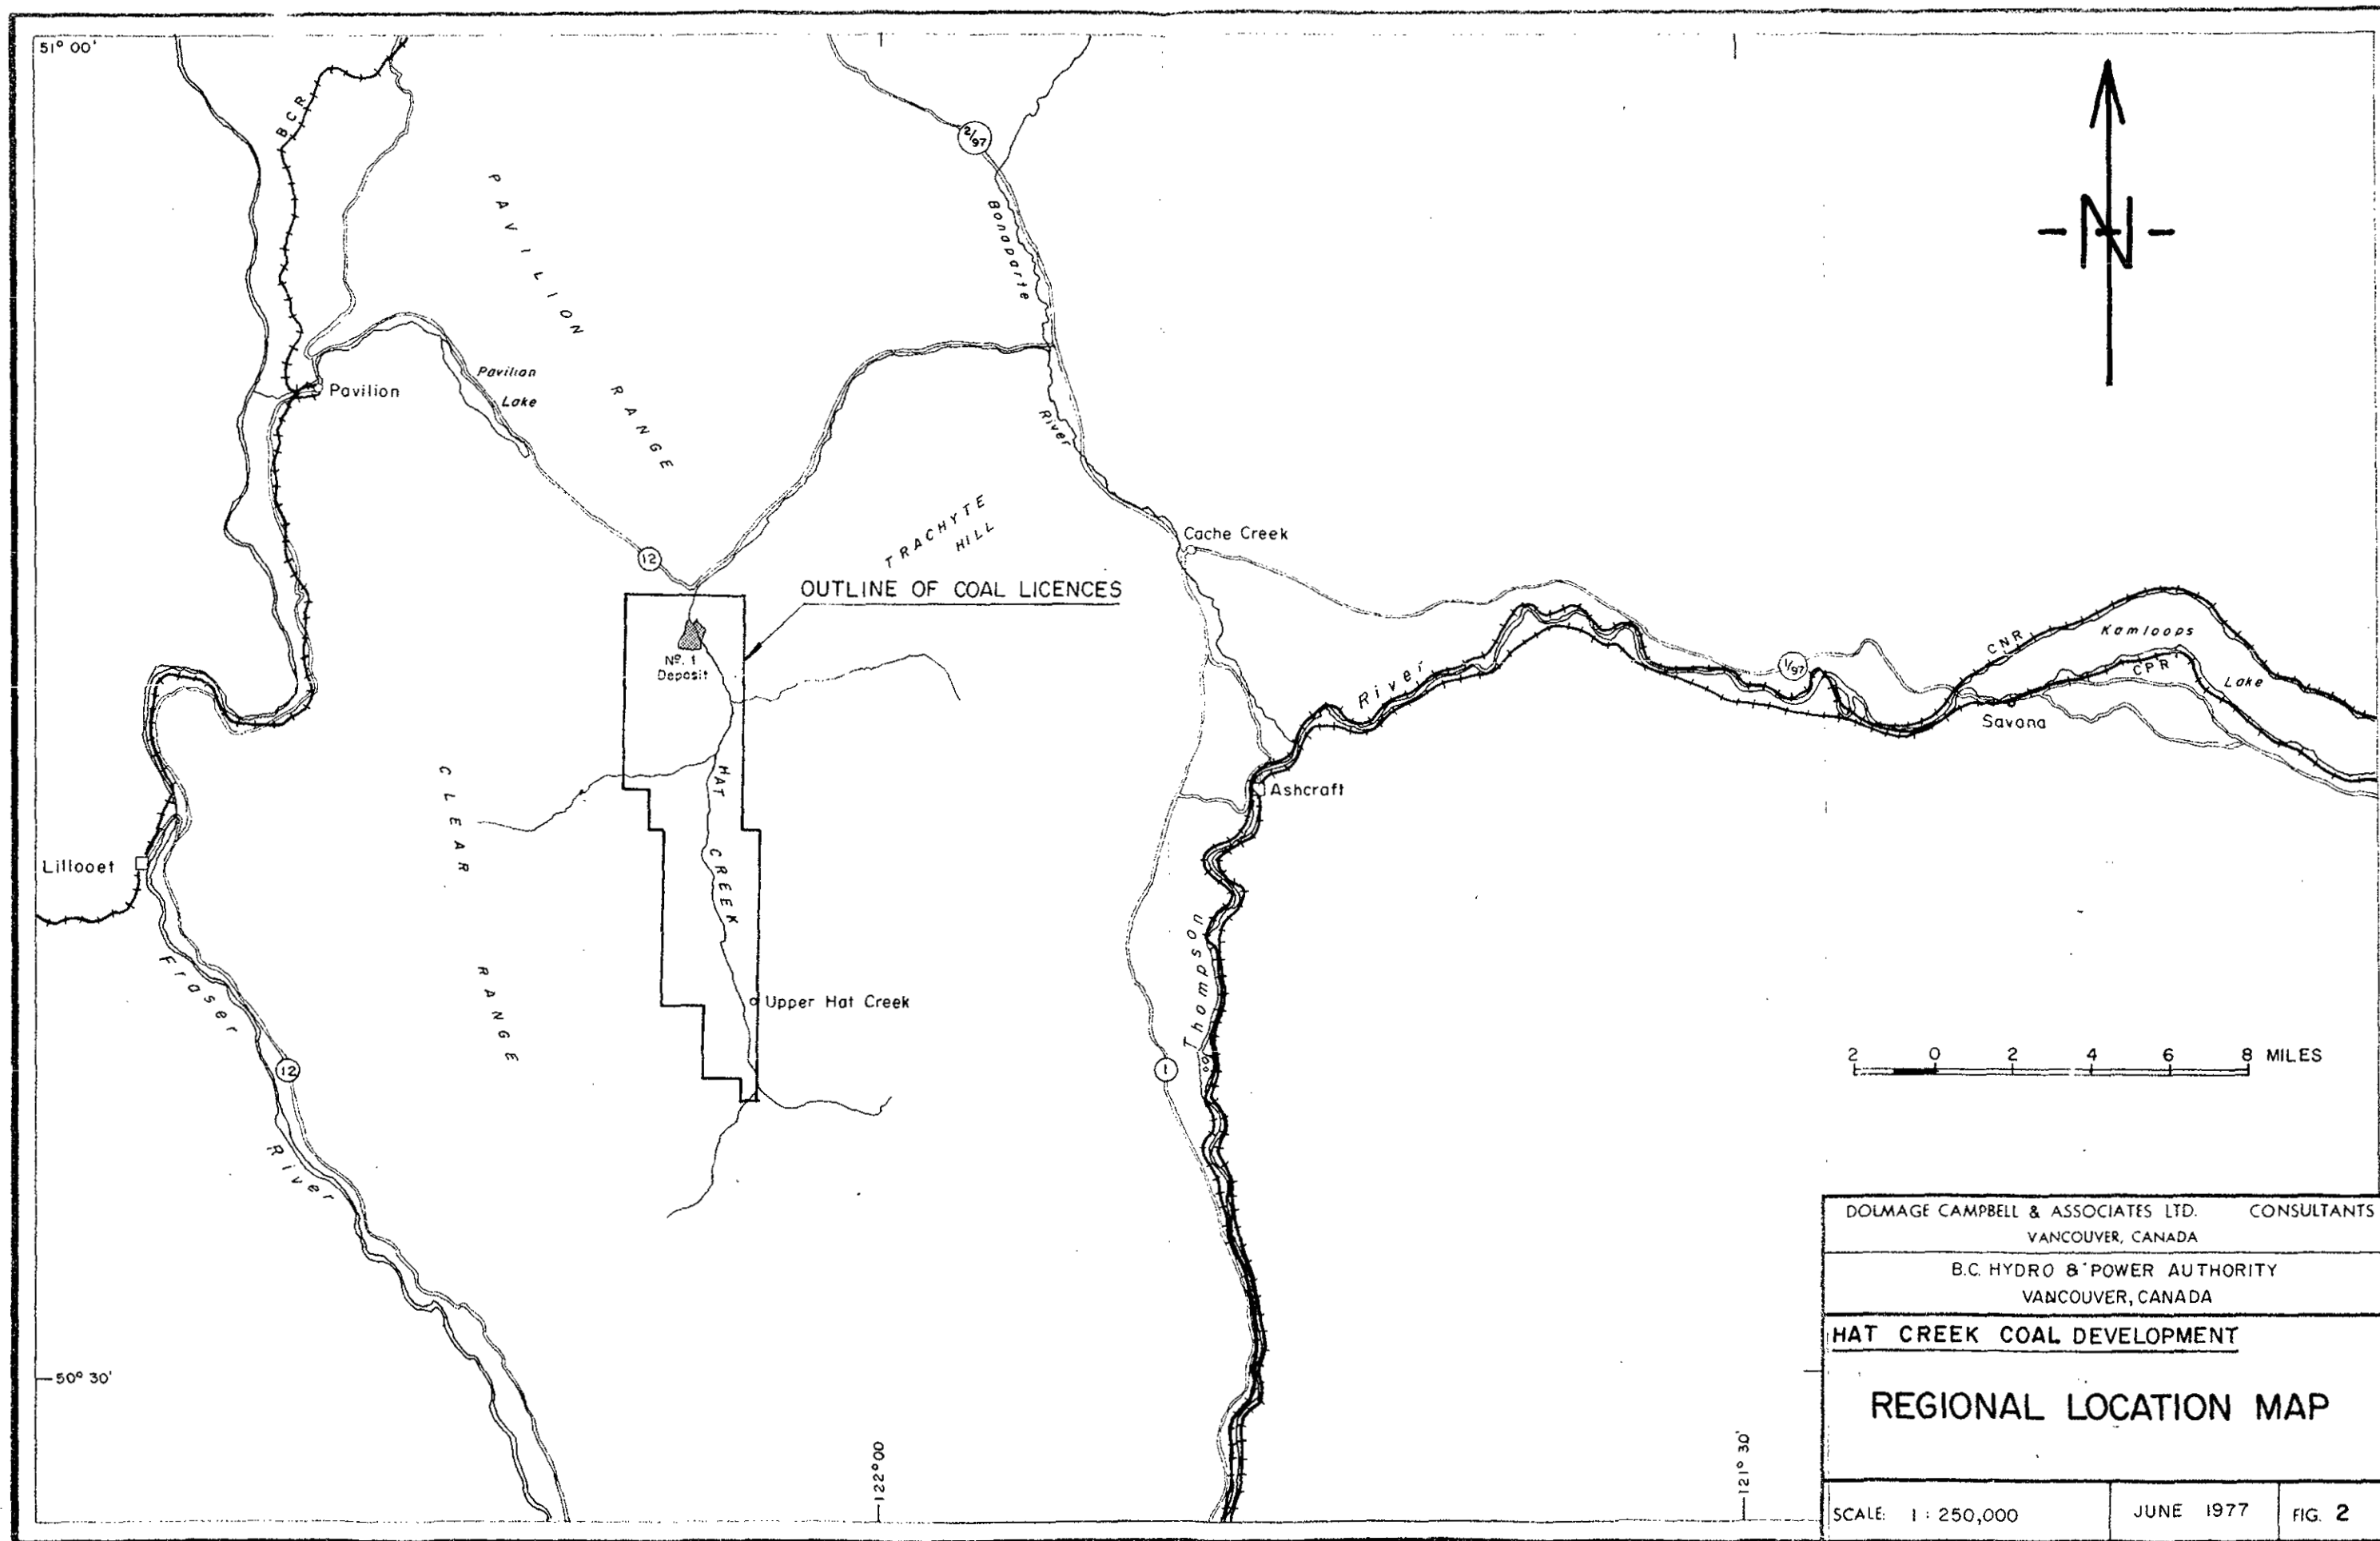 51° 00'
BCR
2/97
PAVILION RANGE
Bonaparte
River
Pavilion
Lake
Pavilion
12
TRACHYTE
HILL
Cache Creek
OUTLINE OF COAL LICENCES
Nº. 1
Deposit
1/97
CNR
Kamloops
CPR
Lake
Savona
River
Ashcraft
HAT
CREEK
CLEAR
RANGE
Lillooet
Fraser
River
12
Upper Hat Creek
Thompson
1
N
2 0 2 4 6 8 MILES
50° 30'
122° 00'
121° 30'
DOLMAGE CAMPBELL & ASSOCIATES LTD. CONSULTANTS
VANCOUVER, CANADA
B.C. HYDRO & POWER AUTHORITY
VANCOUVER, CANADA
HAT CREEK COAL DEVELOPMENT
REGIONAL LOCATION MAP
SCALE: 1 : 250,000
JUNE 1977
FIG. 2